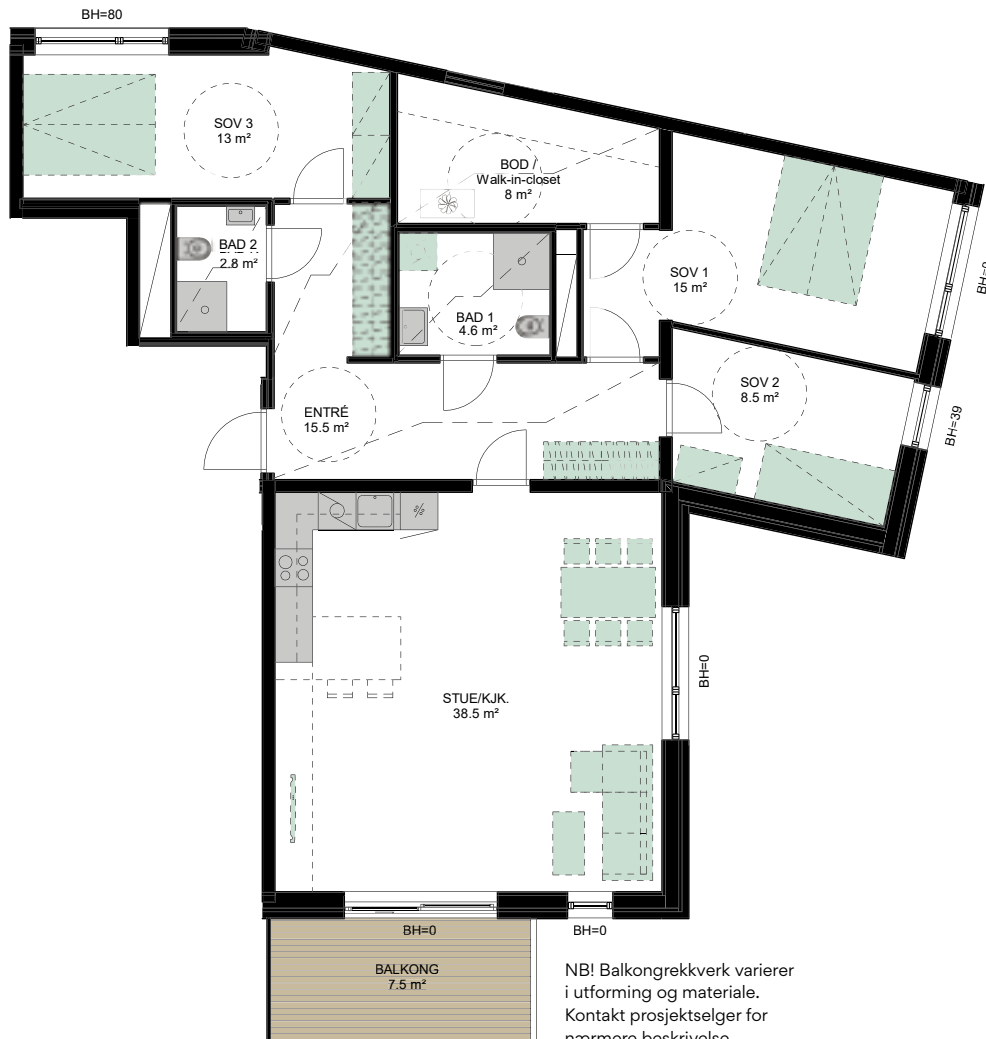 BH=80
SOV 3
13 m²
BOD /
Walk-in-closet
8 m²
BAD 2
2.8 m²
SOV 1
15 m²
BAD 1
4.6 m²
SOV 2
8.5 m²
BH=39
ENTRÉ
15.5 m²
STUE/KJK.
38.5 m²
BH=0
BH=0
BH=0
BALKONG
7.5 m²
NB! Balkongrekkverk varierer
i utforming og materiale.
Kontakt prosjektselger for
nærmere beskrivelse